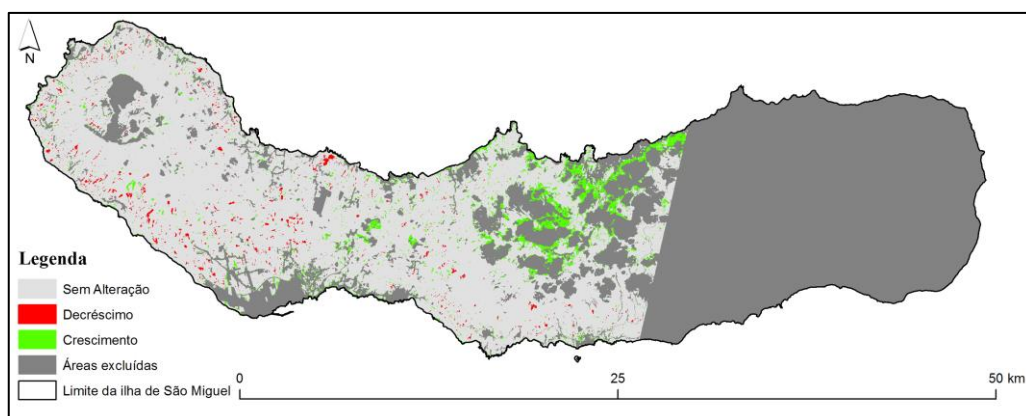 N
Legenda
Sem Alteração
Decréscimo
Crescimento
Áreas excluídas
Limite da ilha de São Miguel
0 25 50 km